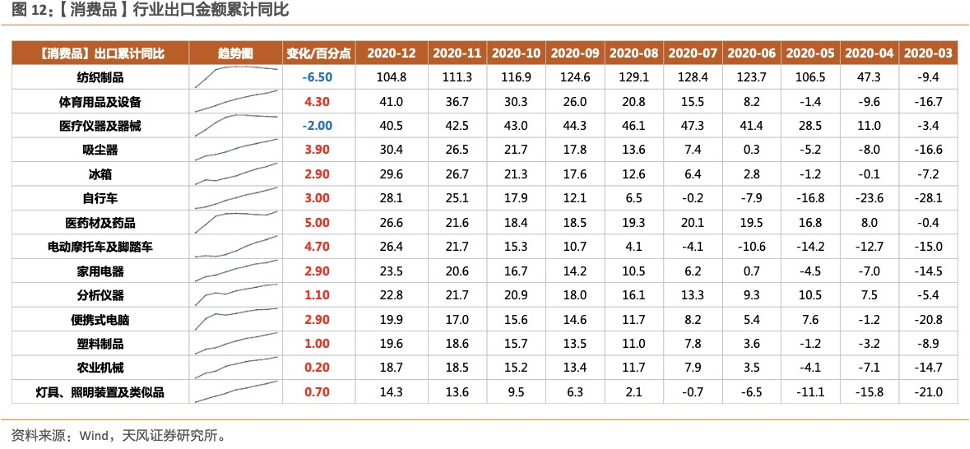 图 12:【消费品】行业出口金额累计同比
【消费品】出口累计同比 趋势图 变化/百分点 2020-12 2020-11 2020-10 2020-09 2020-08 2020-07 2020-06 2020-05 2020-04 2020-03
纺织制品 -6.50 104.8 111.3 116.9 124.6 129.1 128.4 123.7 106.5 47.3 -9.4
体育用品及设备 4.30 41.0 36.7 30.3 26.0 20.8 15.5 8.2 -1.4 -9.6 -16.7
医疗仪器及器械 -2.00 40.5 42.5 43.0 44.3 46.1 47.3 41.4 28.5 11.0 -3.4
吸尘器 3.90 30.4 26.5 21.7 17.8 13.6 7.4 0.3 -5.2 -8.0 -16.6
冰箱 2.90 29.6 26.7 21.3 17.6 12.6 6.4 2.8 -1.2 -0.1 -7.2
自行车 3.00 28.1 25.1 17.9 12.1 6.5 -0.2 -7.9 -16.8 -23.6 -28.1
医药材及药品 5.00 26.6 21.6 18.4 18.5 19.3 20.1 19.5 16.8 8.0 -0.4
电动摩托车及脚踏车 4.70 26.4 21.7 15.3 10.7 4.1 -4.1 -10.6 -14.2 -12.7 -15.0
家用电器 2.90 23.5 20.6 16.7 14.2 10.5 6.2 0.7 -4.5 -7.0 -14.5
分析仪器 1.10 22.8 21.7 20.9 18.0 16.1 13.3 9.3 10.5 7.5 -5.4
便携式电脑 2.90 19.9 17.0 15.6 14.6 11.7 8.2 5.4 7.6 -1.2 -20.8
塑料制品 1.00 19.6 18.6 15.7 13.5 11.0 7.8 3.6 -1.2 -3.2 -8.9
农业机械 0.20 18.7 18.5 15.2 13.4 11.7 7.9 3.5 -4.1 -7.1 -14.7
灯具、照明装置及类似品 0.70 14.3 13.6 9.5 6.3 2.1 -0.7 -6.5 -11.1 -15.8 -21.0
资料来源：Wind，天风证券研究所。